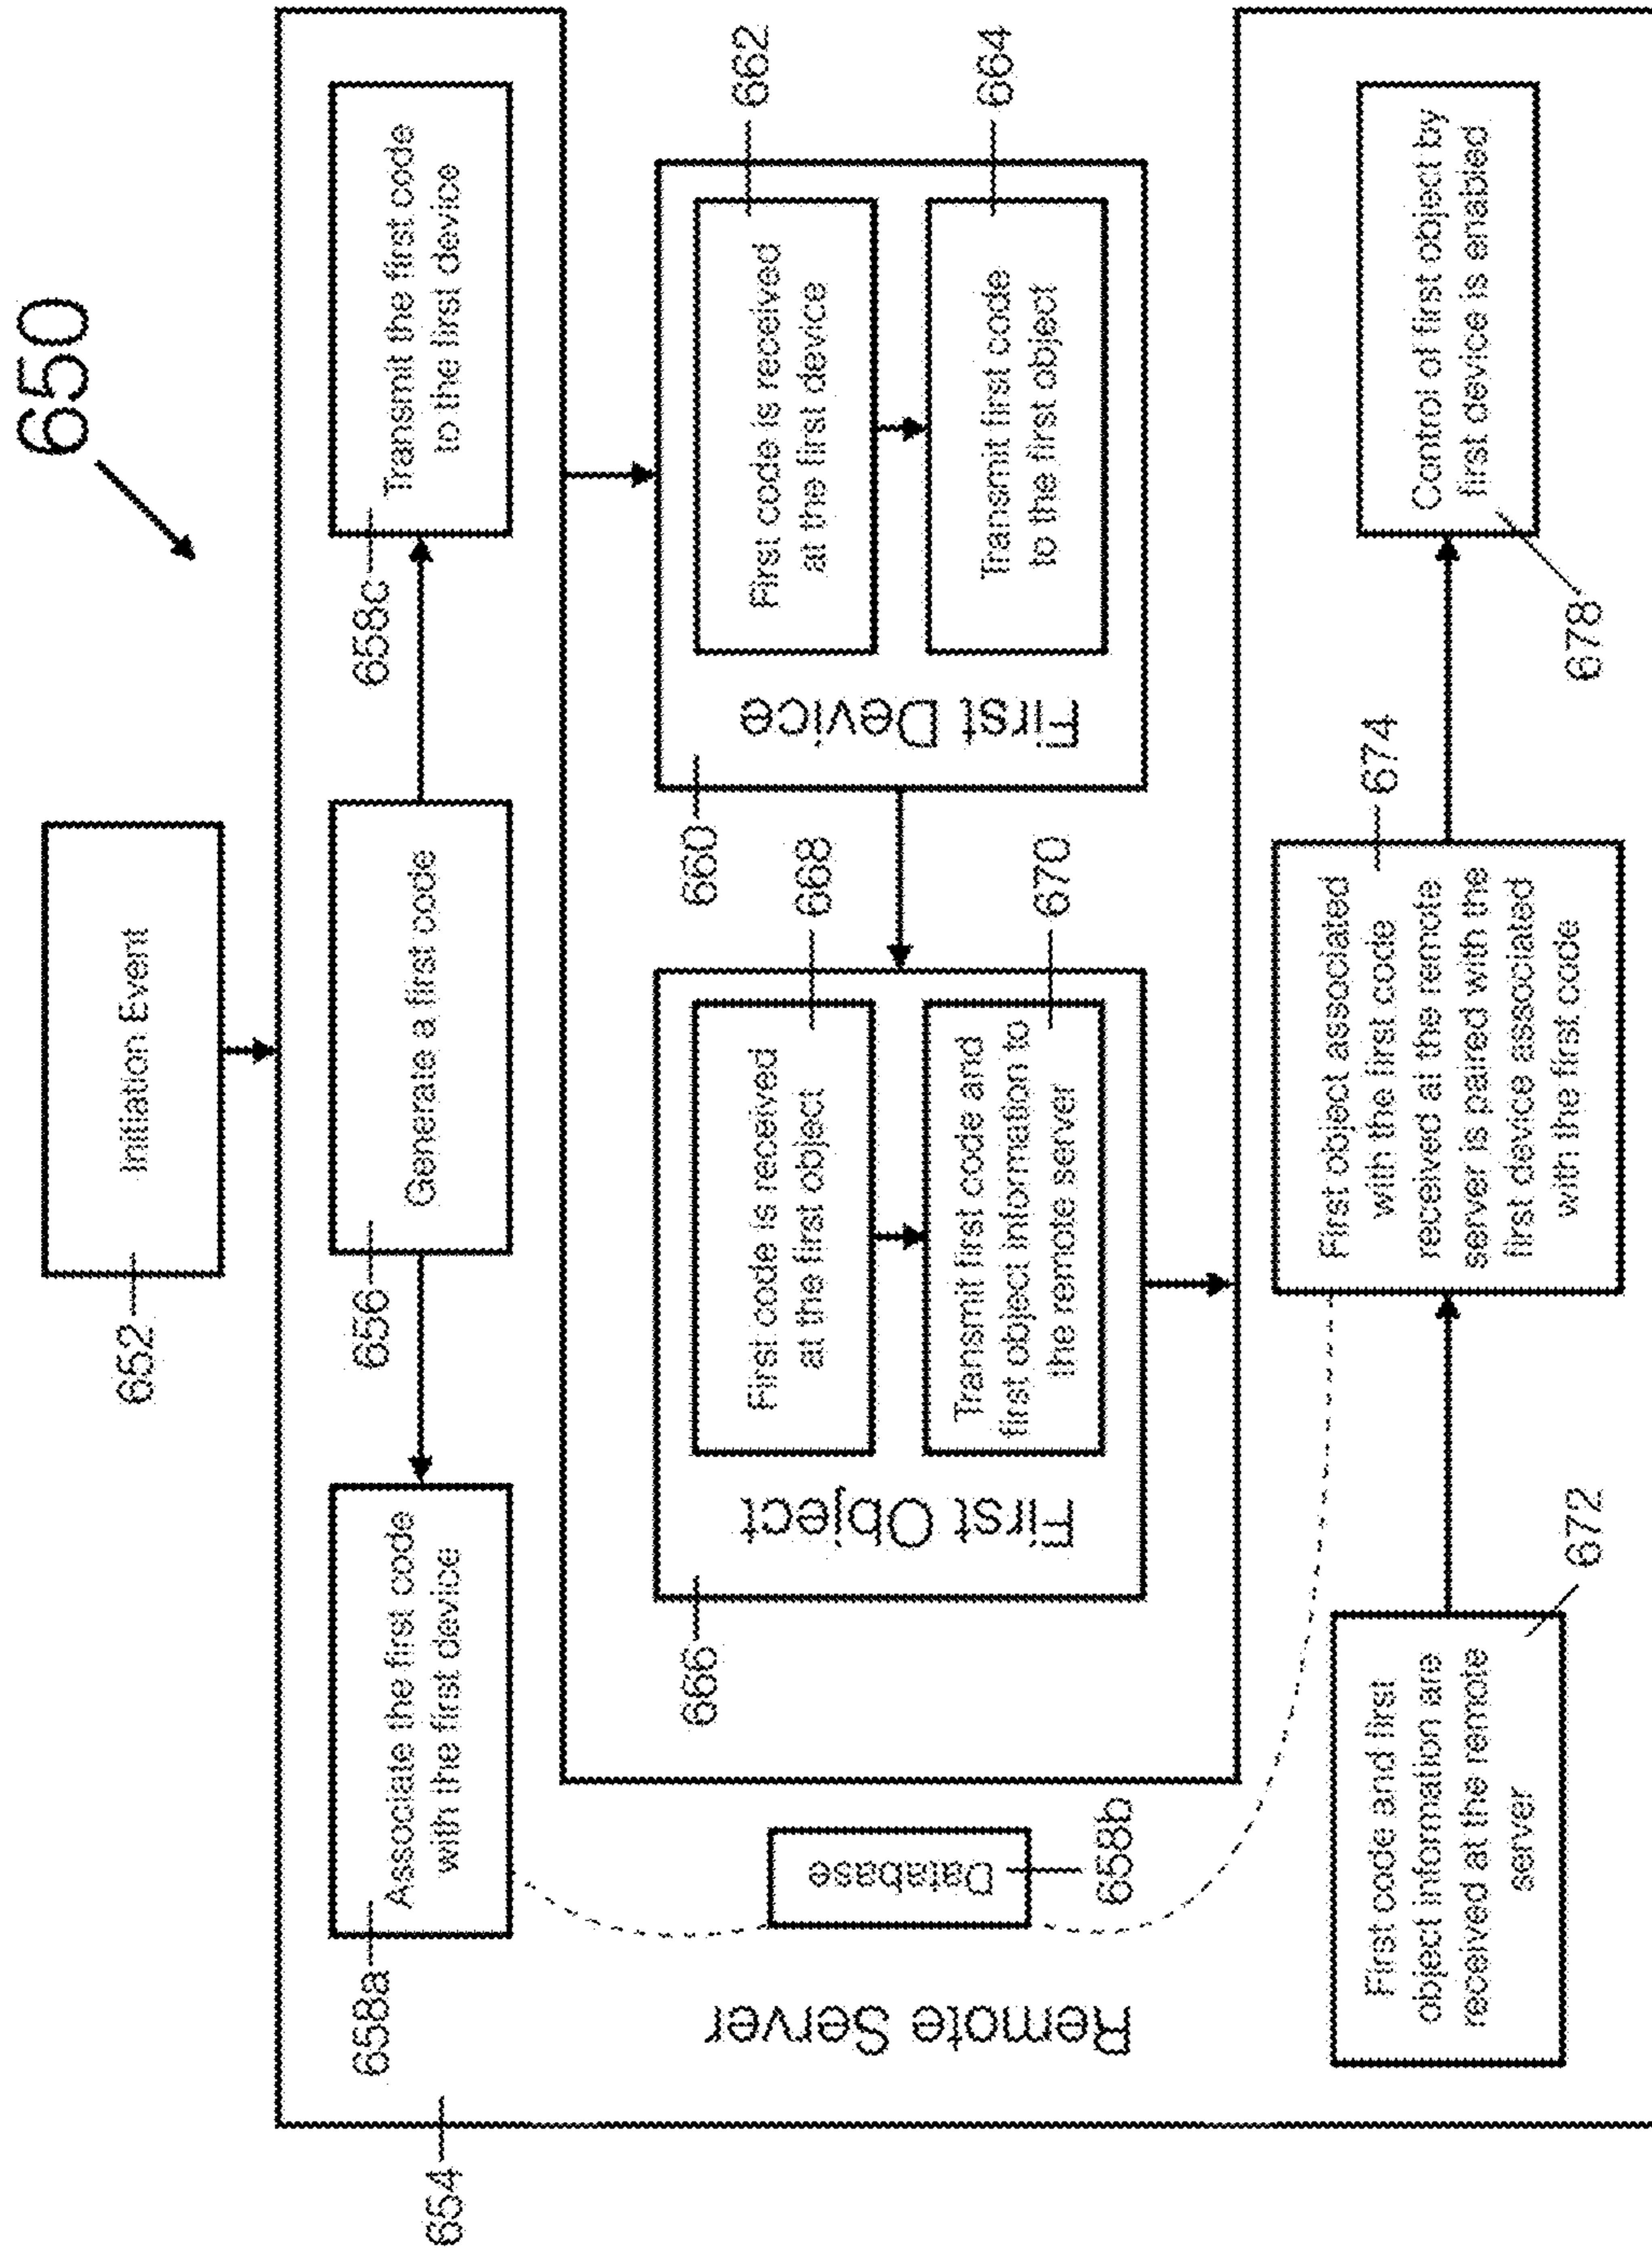 650
652
Initiation Event
654
Remote Server
658a
Associate the first code
with the first device
656
Generate a first code
658c
Transmit the first code
to the first device
658b
Database
660
First Device
662
First code is received
at the first device
664
Transmit first code
to the first object
666
First Object
668
First code is received
at the first object
670
Transmit first code and
first object information to
the remote server
672
First code and first
object information are
received at the remote
server
674
First object associated
with the first code
received at the remote
server is paired with the
first device associated
with the first code
678
Control of first object by
first device is enabled